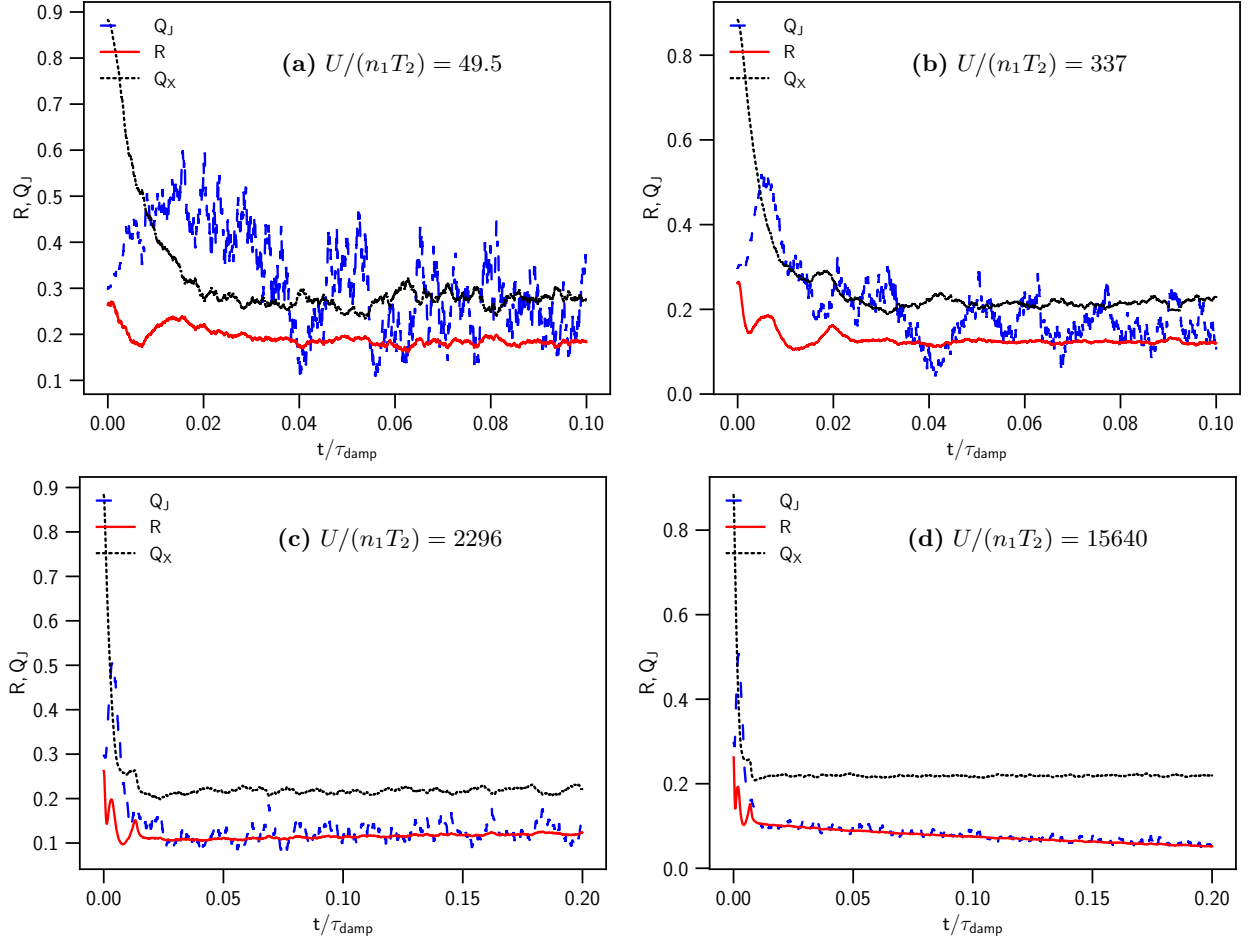 0.9
0.8
0.7
0.6
0.5
0.4
0.3
0.2
0.1
R, Q_J
Q_J
R
Q_X
(a) U/(n₁T₂) = 49.5
0.00 0.02 0.04 0.06 0.08 0.10
t/τ_damp
0.8
0.6
0.4
0.2
0.0
R, Q_J
Q_J
R
Q_X
(b) U/(n₁T₂) = 337
0.00 0.02 0.04 0.06 0.08 0.10
t/τ_damp
0.9
0.8
0.7
0.6
0.5
0.4
0.3
0.2
0.1
R, Q_J
Q_J
R
Q_X
(c) U/(n₁T₂) = 2296
0.00 0.05 0.10 0.15 0.20
t/τ_damp
0.8
0.6
0.4
0.2
0.0
R, Q_J
Q_J
R
Q_X
(d) U/(n₁T₂) = 15640
0.00 0.05 0.10 0.15 0.20
t/τ_damp